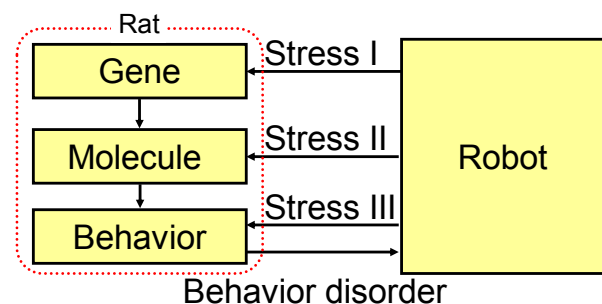 Rat
Gene
Stress I
Molecule
Stress II
Robot
Behavior
Stress III
Behavior disorder